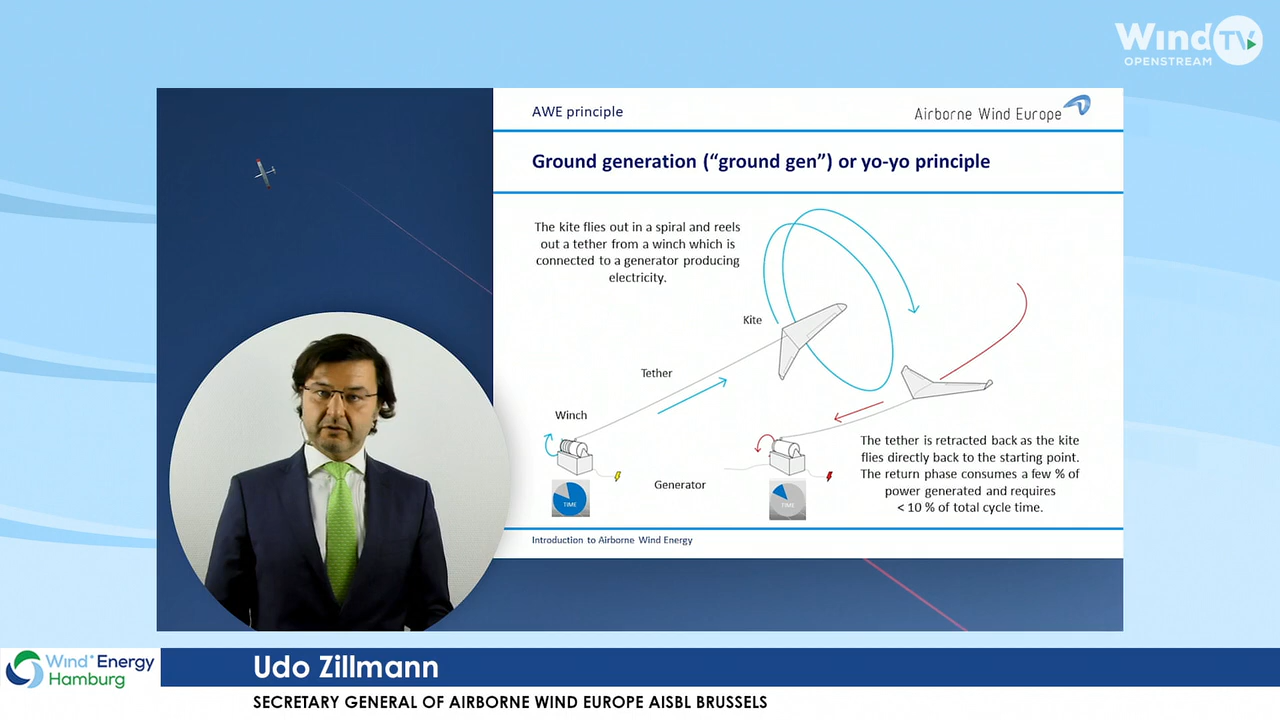 WindTV
OPENSTREAM
AWE principle
Airborne Wind Europe
Ground generation (“ground gen”) or yo-yo principle
The kite flies out in a spiral and reels
out a tether from a winch which is
connected to a generator producing
electricity.
Kite
Tether
Winch
Generator
TIME
TIME
The tether is retracted back as the kite
flies directly back to the starting point.
The return phase consumes a few % of
power generated and requires
< 10 % of total cycle time.
Introduction to Airborne Wind Energy
Wind Energy
Hamburg
Udo Zillmann
SECRETARY GENERAL OF AIRBORNE WIND EUROPE AISBL BRUSSELS